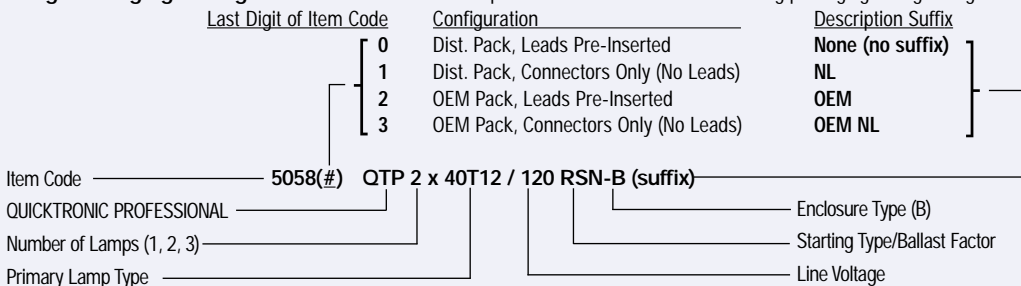 Last Digit of Item Code Configuration Description Suffix
0 Dist. Pack, Leads Pre-Inserted None (no suffix)
1 Dist. Pack, Connectors Only (No Leads) NL
2 OEM Pack, Leads Pre-Inserted OEM
3 OEM Pack, Connectors Only (No Leads) OEM NL
Item Code 5058(#) QTP 2 x 40T12 / 120 RSN-B (suffix)
QUICKTRONIC PROFESSIONAL Enclosure Type (B)
Number of Lamps (1, 2, 3) Starting Type/Ballast Factor
Primary Lamp Type Line Voltage